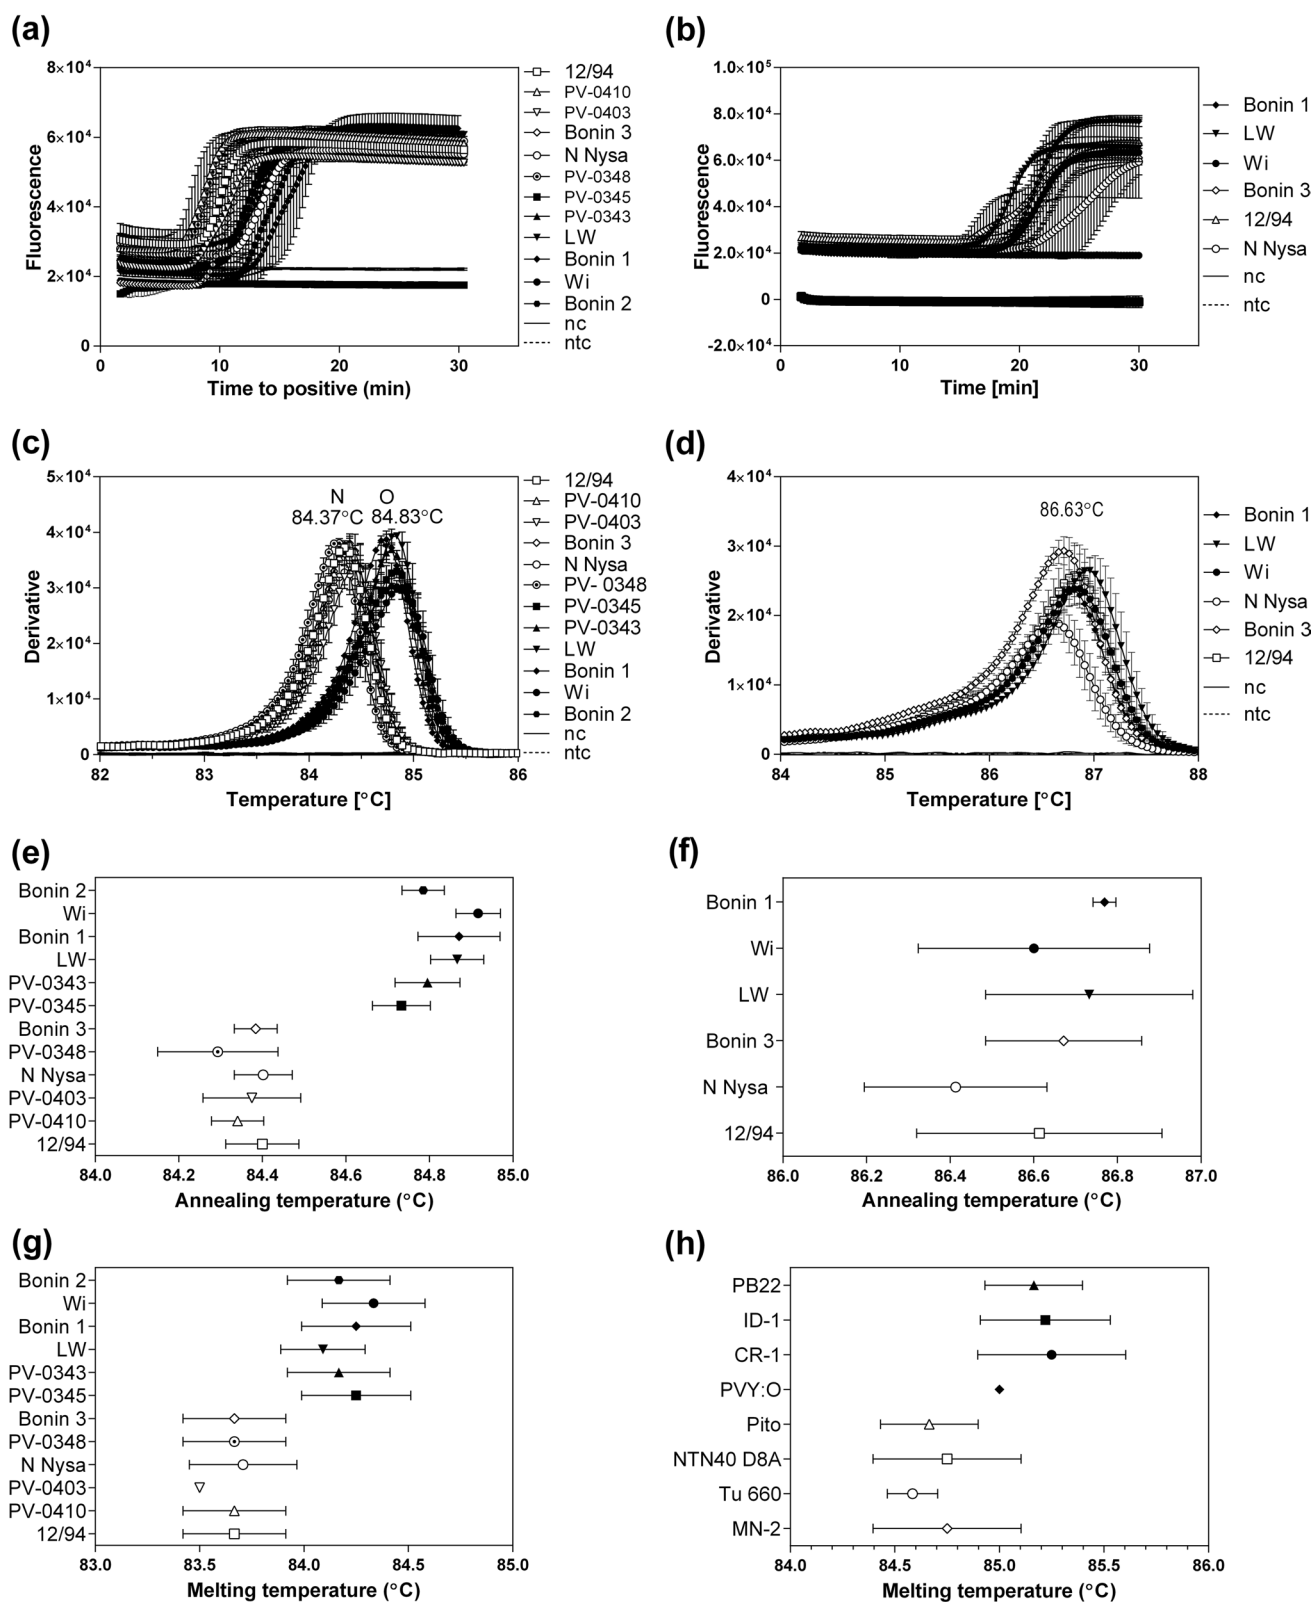 (a)
8×10⁴
6×10⁴
4×10⁴
2×10⁴
0
Fluorescence
0 10 20 30
Time to positive (min)
12/94
PV-0410
PV-0403
Bonin 3
N Nysa
PV-0348
PV-0345
PV-0343
LW
Bonin 1
Wi
Bonin 2
nc
ntc
(b)
1.0×10⁵
8.0×10⁴
6.0×10⁴
4.0×10⁴
2.0×10⁴
0
-2.0×10⁴
Fluorescence
0 10 20 30
Time [min]
Bonin 1
LW
Wi
Bonin 3
12/94
N Nysa
nc
ntc
(c)
5×10⁴
4×10⁴
3×10⁴
2×10⁴
1×10⁴
0
Derivative
N O
84.37°C 84.83°C
82 83 84 85 86
Temperature [°C]
12/94
PV-0410
PV-0403
Bonin 3
N Nysa
PV- 0348
PV-0345
PV-0343
LW
Bonin 1
Wi
Bonin 2
nc
ntc
(d)
4×10⁴
3×10⁴
2×10⁴
1×10⁴
0
Derivative
86.63°C
84 85 86 87 88
Temperature [°C]
Bonin 1
LW
Wi
N Nysa
Bonin 3
12/94
nc
ntc
(e)
Bonin 2
Wi
Bonin 1
LW
PV-0343
PV-0345
Bonin 3
PV-0348
N Nysa
PV-0403
PV-0410
12/94
84.0 84.2 84.4 84.6 84.8 85.0
Annealing temperature (°C)
(f)
Bonin 1
Wi
LW
Bonin 3
N Nysa
12/94
86.0 86.2 86.4 86.6 86.8 87.0
Annealing temperature (°C)
(g)
Bonin 2
Wi
Bonin 1
LW
PV-0343
PV-0345
Bonin 3
PV-0348
N Nysa
PV-0403
PV-0410
12/94
83.0 83.5 84.0 84.5 85.0
Melting temperature (°C)
(h)
PB22
ID-1
CR-1
PVY:O
Pito
NTN40 D8A
Tu 660
MN-2
84.0 84.5 85.0 85.5 86.0
Melting temperature (°C)